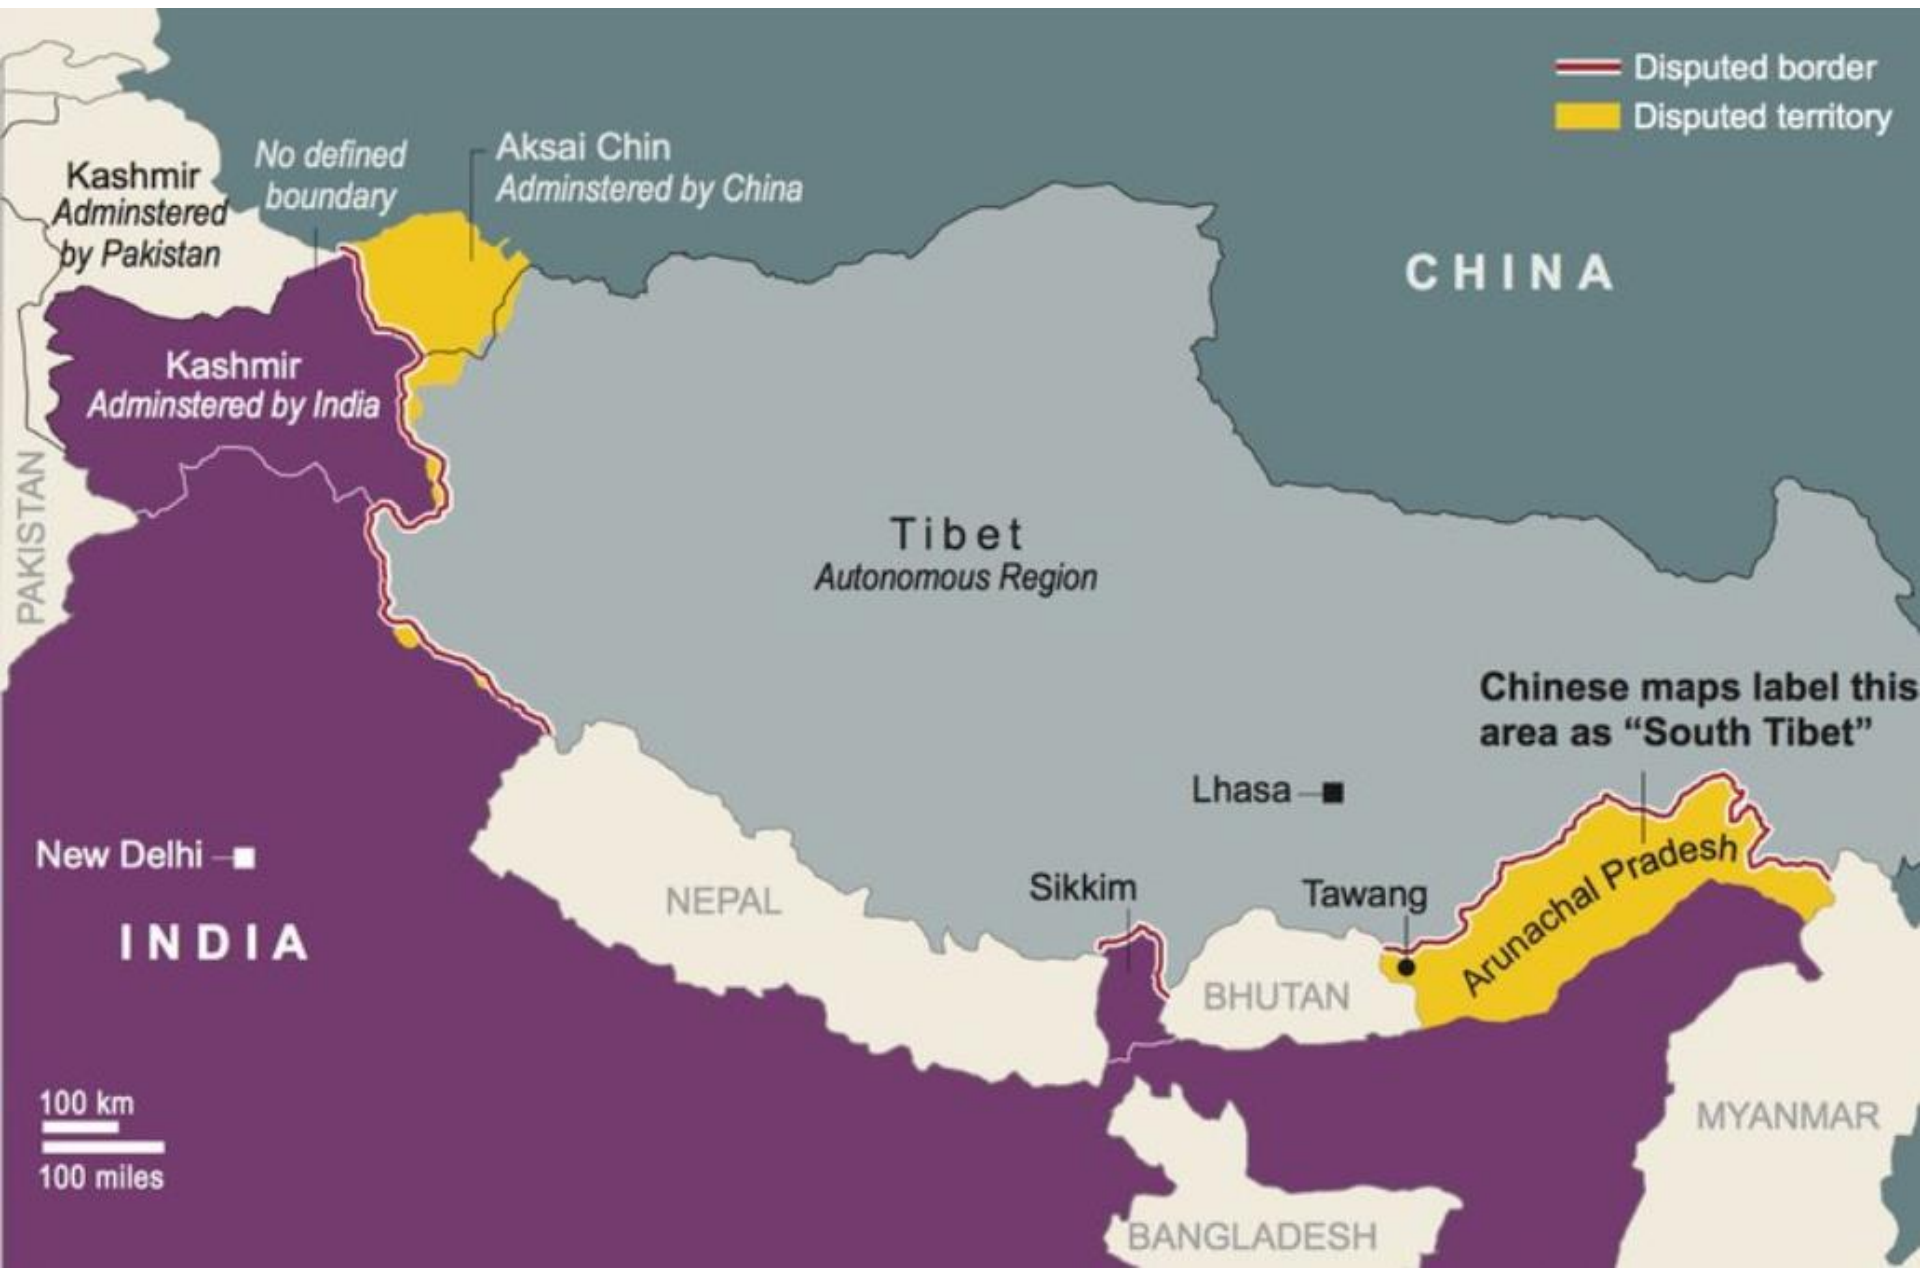 Disputed border
Disputed territory
No defined
boundary
Aksai Chin
Adminstered by China
Kashmir
Adminstered
by Pakistan
CHINA
Kashmir
Adminstered by India
PAKISTAN
Tibet
Autonomous Region
Chinese maps label this
area as “South Tibet”
Lhasa
New Delhi
Sikkim
Tawang
Arunachal Pradesh
NEPAL
INDIA
BHUTAN
100 km
100 miles
MYANMAR
BANGLADESH